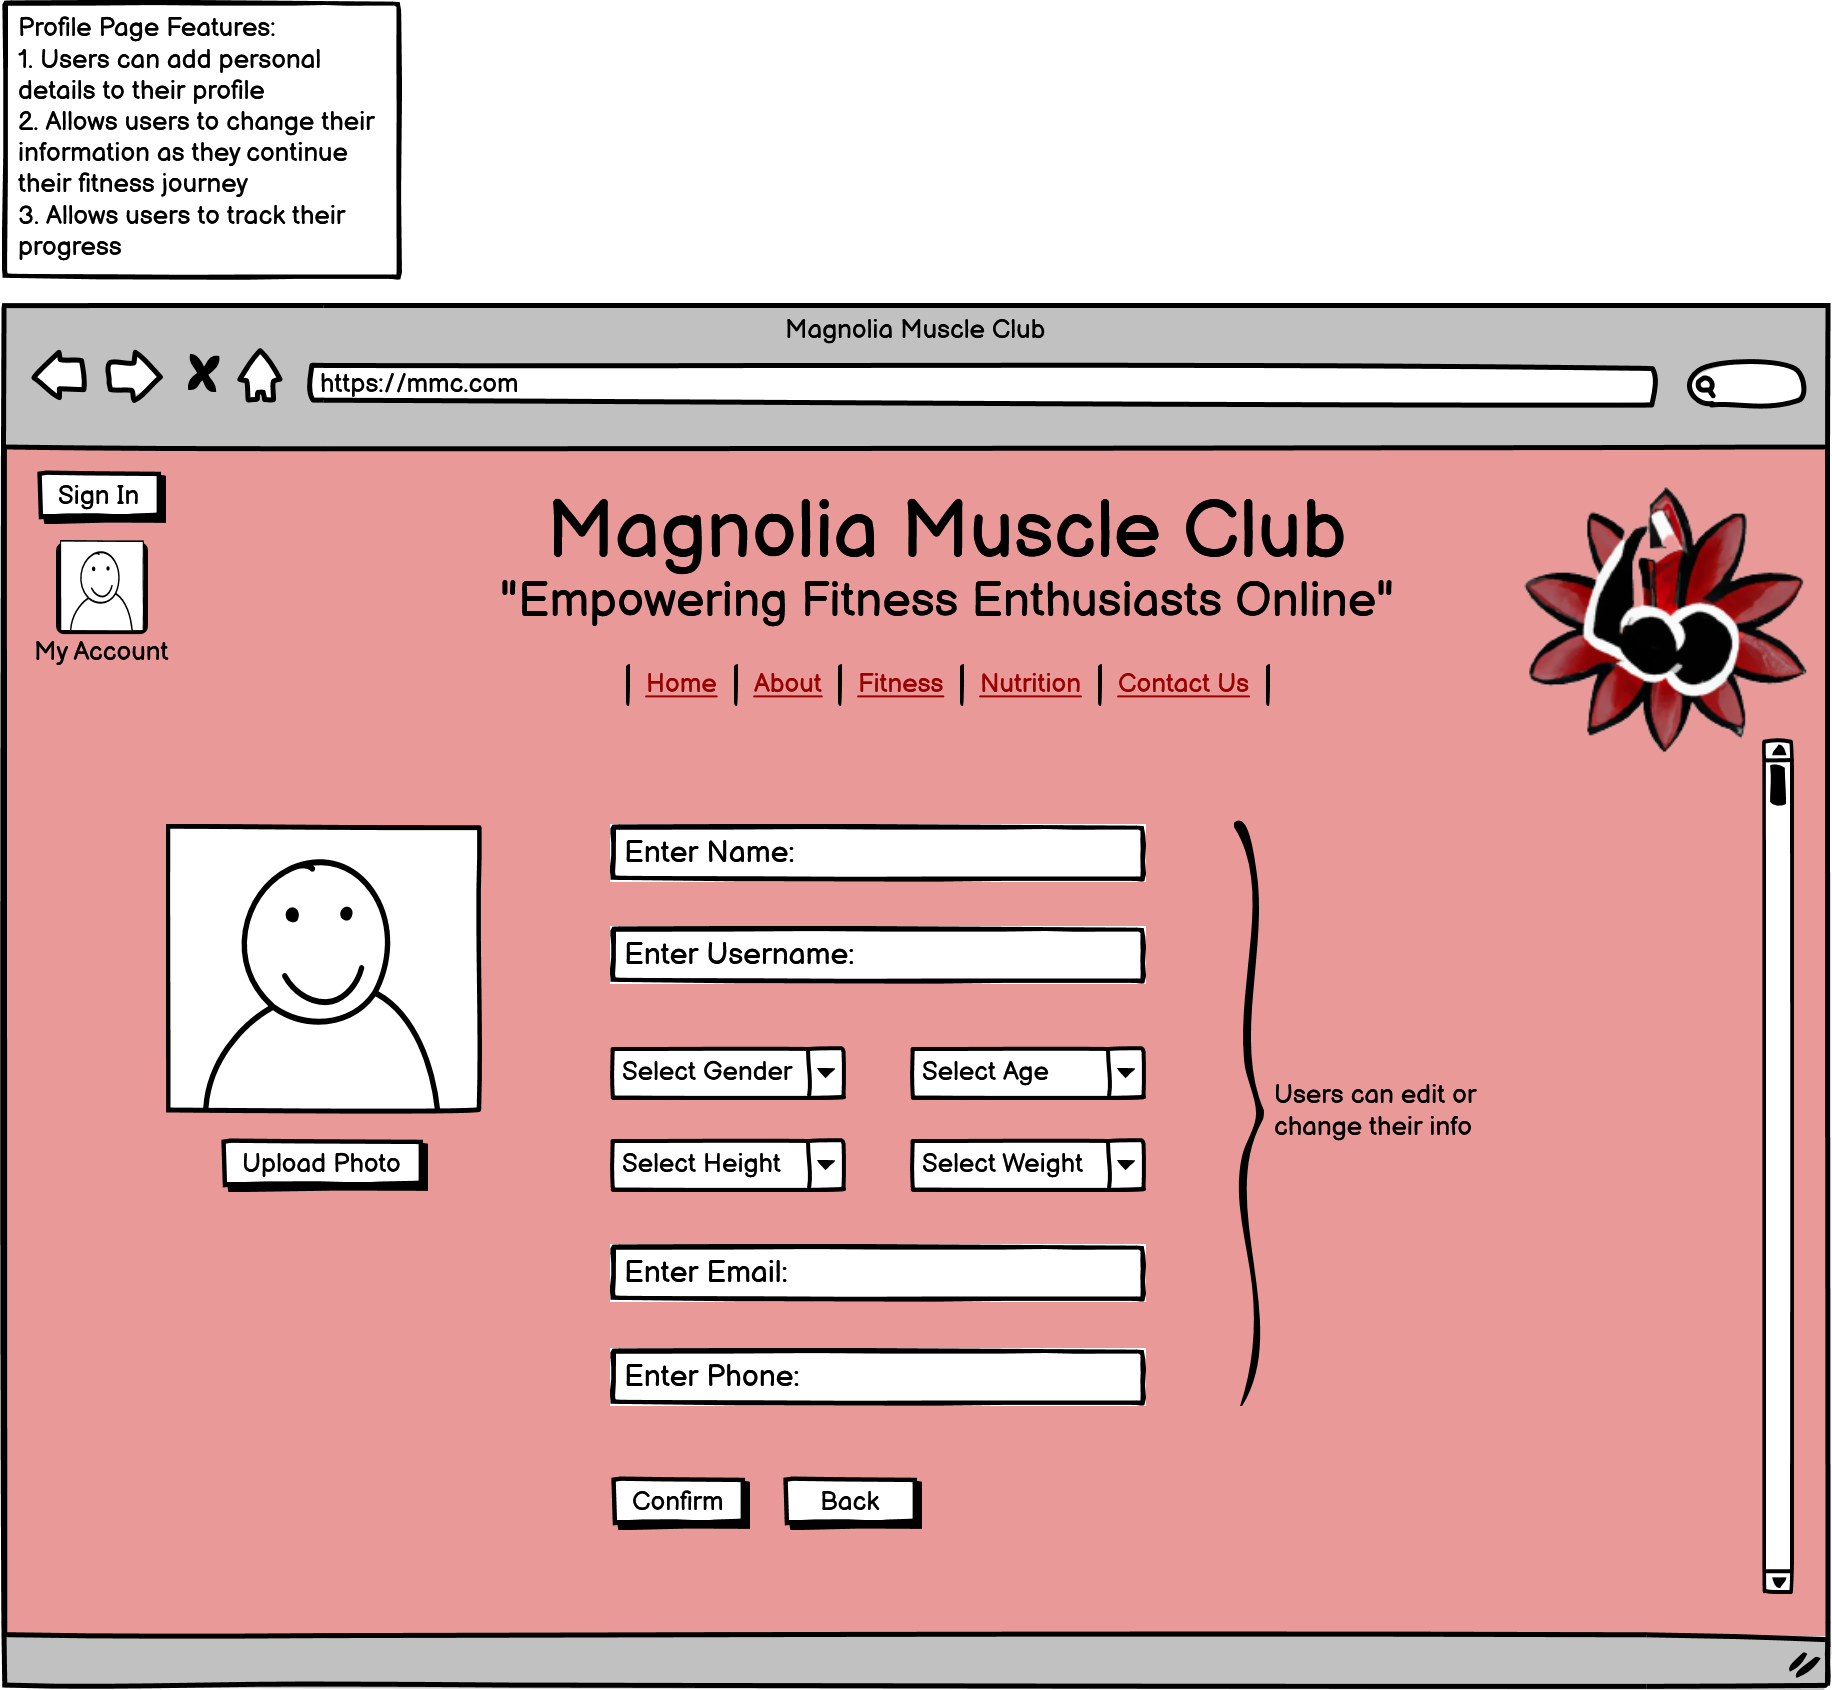 Profile Page Features:
1. Users can add personal
details to their profile
2. Allows users to change their
information as they continue
their fitness journey
3. Allows users to track their
progress
Magnolia Muscle Club
https://mmc.com
Sign In
My Account
Magnolia Muscle Club
"Empowering Fitness Enthusiasts Online"
Home | About | Fitness | Nutrition | Contact Us
Enter Name:
Enter Username:
Select Gender
Select Age
Users can edit or
change their info
Upload Photo
Select Height
Select Weight
Enter Email:
Enter Phone:
Confirm
Back